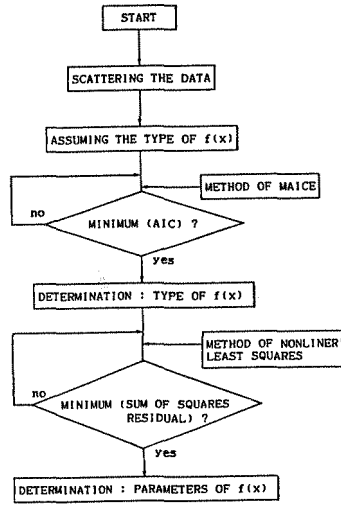 START
SCATTERING THE DATA
ASSUMING THE TYPE OF f(x)
METHOD OF MAICE
no
MINIMUM (AIC) ?
yes
DETERMINATION : TYPE OF f(x)
METHOD OF NONLINER
LEAST SQUARES
no
MINIMUM (SUM OF SQUARES
RESIDUAL) ?
yes
DETERMINATION : PARAMETERS OF f(x)